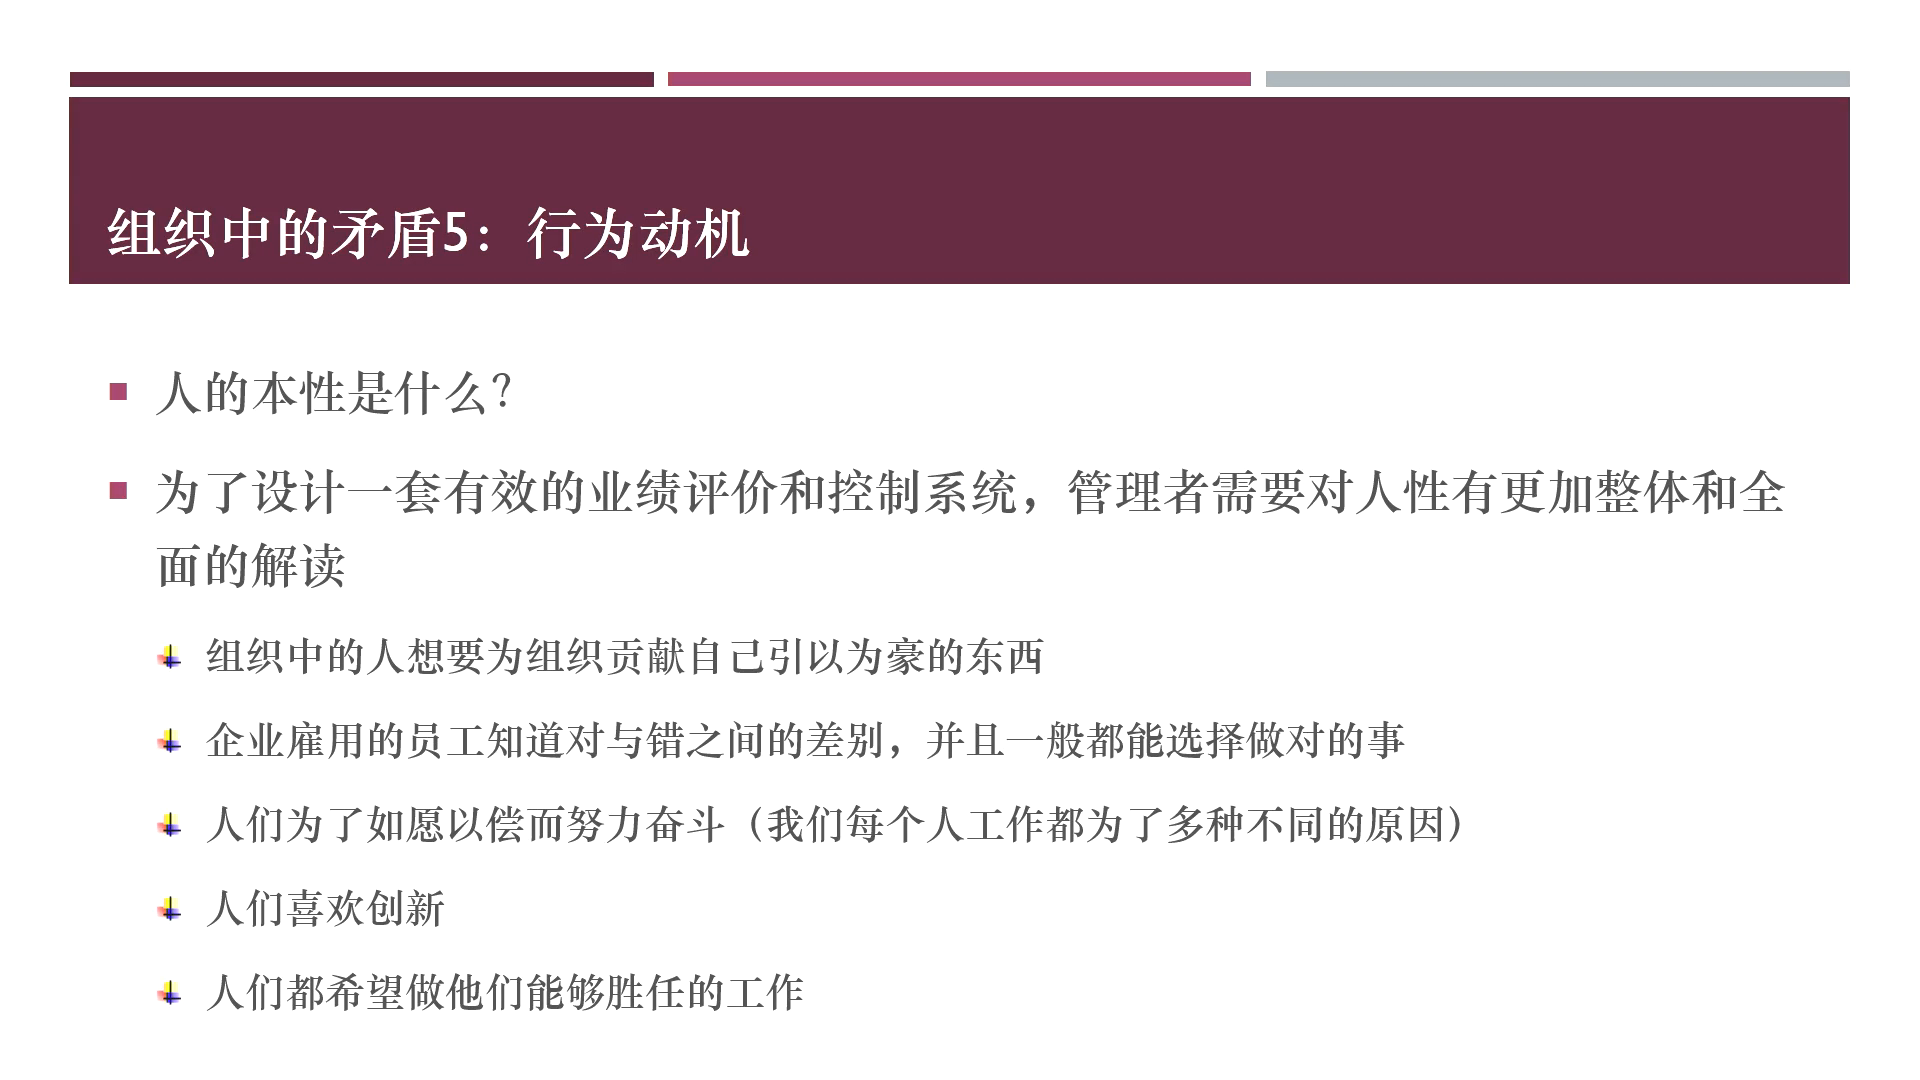 组织中的矛盾5：行为动机
人的本性是什么？
为了设计一套有效的业绩评价和控制系统，管理者需要对人性有更加整体和全
面的解读
组织中的人想要为组织贡献自己引以为豪的东西
企业雇用的员工知道对与错之间的差别，并且一般都能选择做对的事
人们为了如愿以偿而努力奋斗（我们每个人工作都为了多种不同的原因）
人们喜欢创新
人们都希望做他们能够胜任的工作